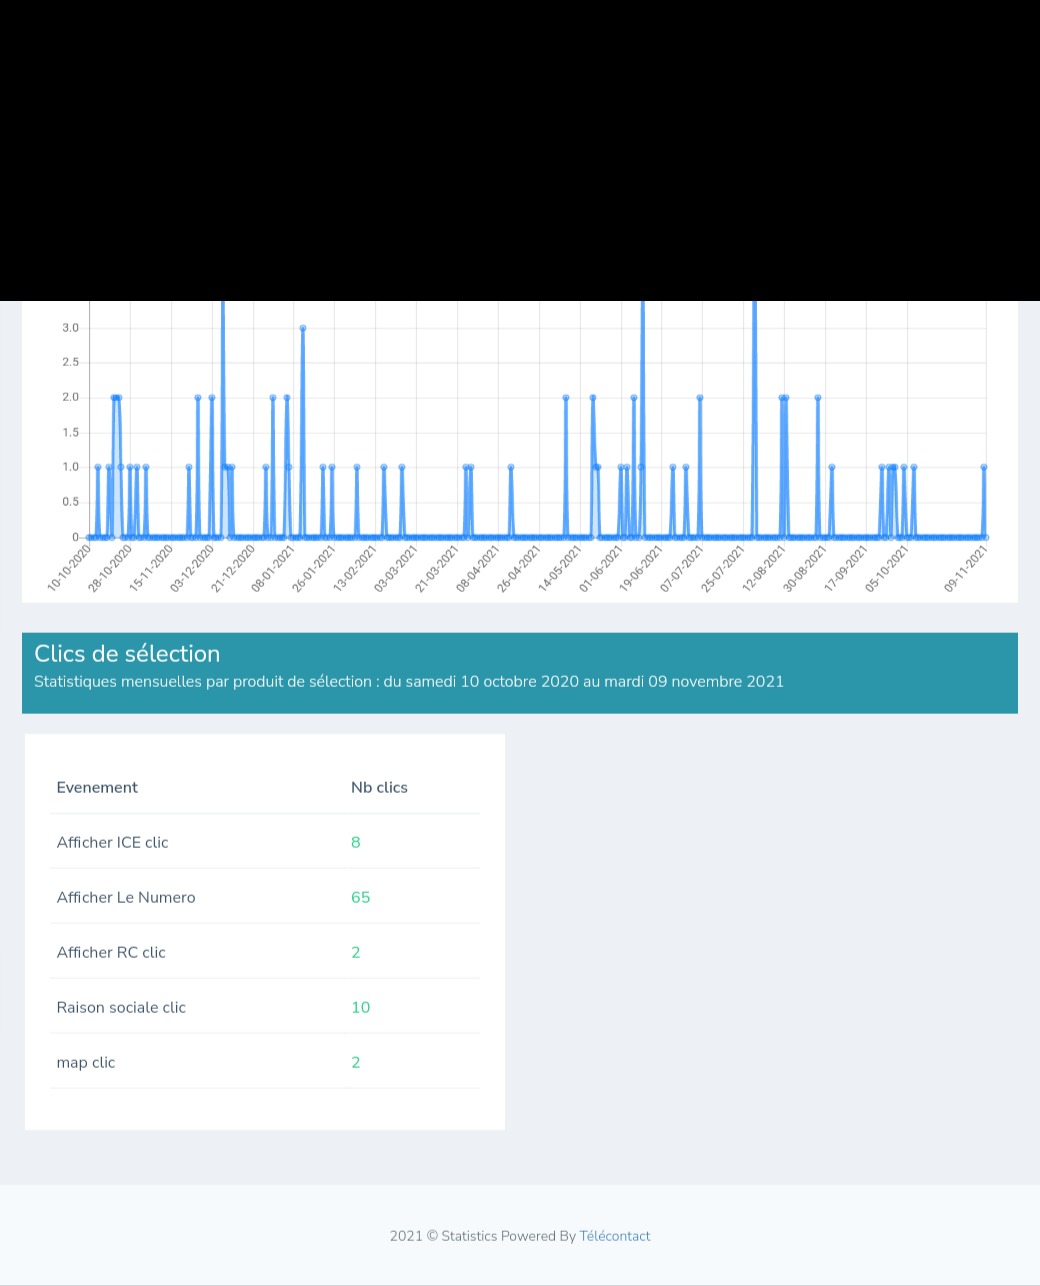 3.0
2.5
2.0
1.5
1.0
0.5
0
10-10-2020 28-10-2020 15-11-2020 03-12-2020 21-12-2020 08-01-2021 26-01-2021 13-02-2021 03-03-2021 21-03-2021 08-04-2021 26-04-2021 14-05-2021 01-06-2021 19-06-2021 07-07-2021 25-07-2021 12-08-2021 30-08-2021 17-09-2021 05-10-2021 09-11-2021
Clics de sélection
Statistiques mensuelles par produit de sélection : du samedi 10 octobre 2020 au mardi 09 novembre 2021
Evenement Nb clics
Afficher ICE clic 8
Afficher Le Numero 65
Afficher RC clic 2
Raison sociale clic 10
map clic 2
2021 © Statistics Powered By Télécontact